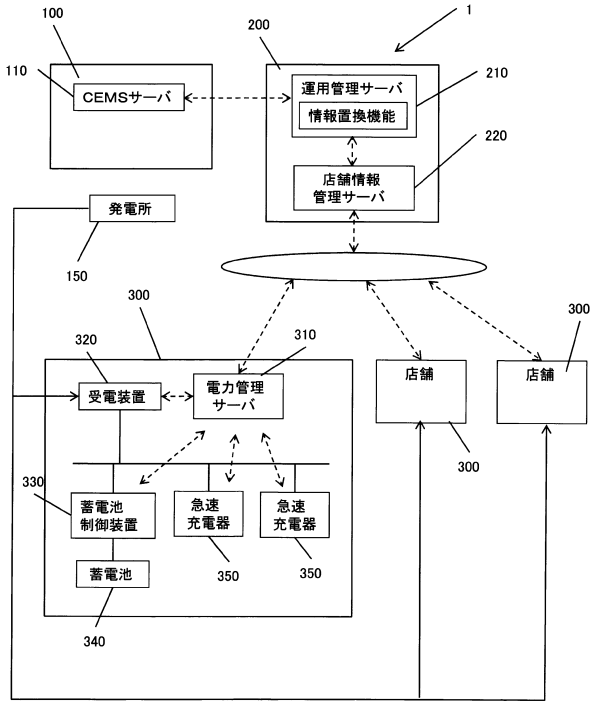 1
100
200
110
CEMSサーバ
運用管理サーバ
210
情報置換機能
220
店舗情報
管理サーバ
発電所
150
300
320
310
300
受電装置
電力管理
サーバ
店舗
店舗
300
330
蓄電池
制御装置
急速
充電器
急速
充電器
350
350
蓄電池
340